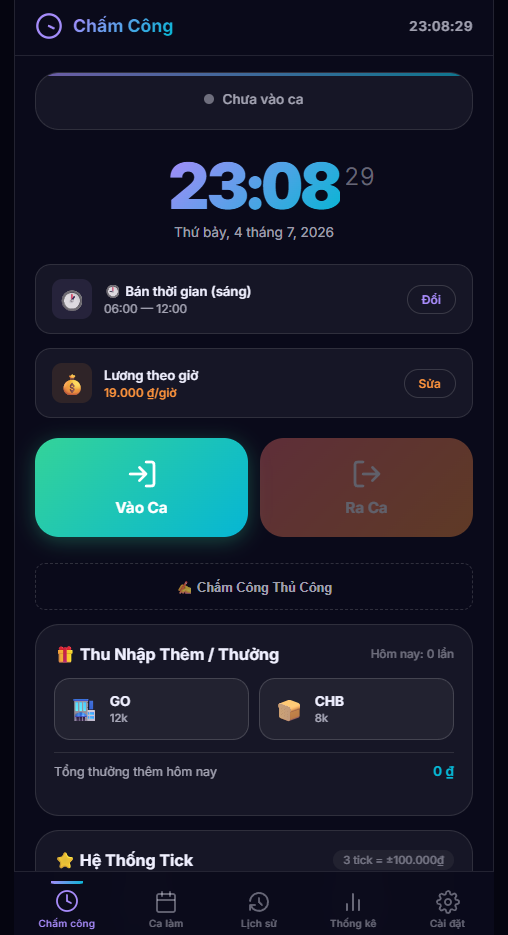 Chấm Công
23:08:29
Chưa vào ca
23:08 29
Thứ bảy, 4 tháng 7, 2026
Bán thời gian (sáng)
06:00 — 12:00
Đổi
Lương theo giờ
19.000 ₫/giờ
Sửa
Vào Ca
Ra Ca
Chấm Công Thủ Công
Thu Nhập Thêm / Thưởng
Hôm nay: 0 lần
GO
12k
CHB
8k
Tổng thưởng thêm hôm nay
0 ₫
Hệ Thống Tick
3 tick = ±100.000₫
Chấm công
Ca làm
Lịch sử
Thống kê
Cài đặt